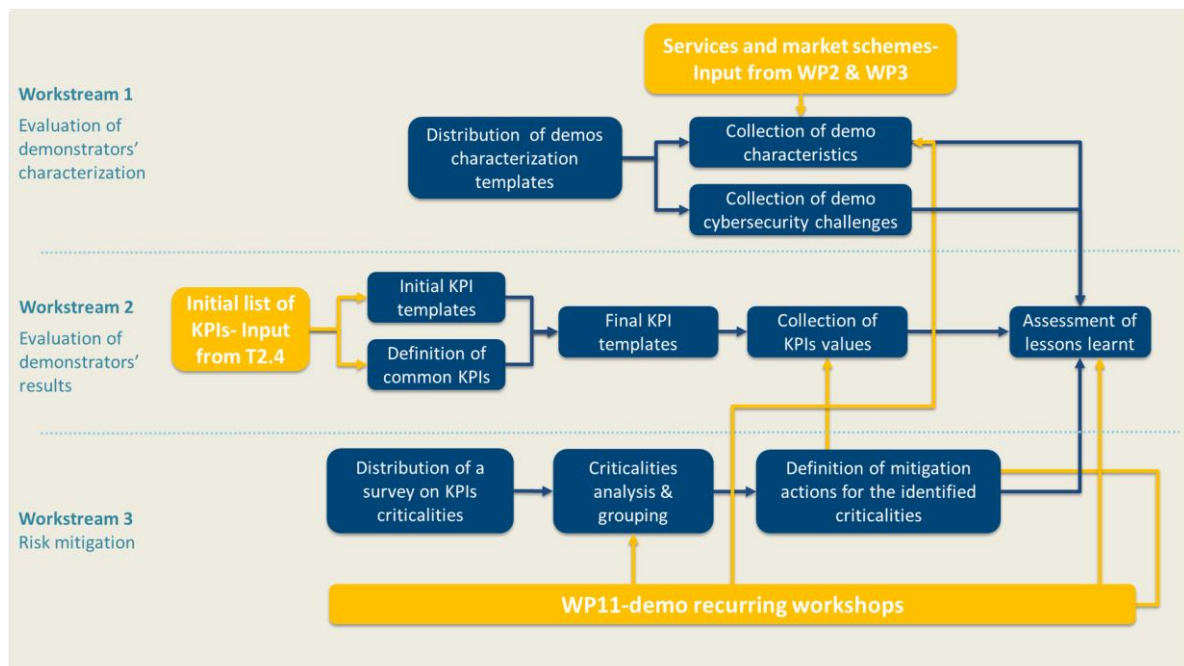 Services and market schemes-
Input from WP2 & WP3
Workstream 1
Evaluation of
demonstrators'
characterization
Distribution of demos
characterization
templates
Collection of demo
characteristics
Collection of demo
cybersecurity challenges
Workstream 2
Evaluation of
demonstrators'
results
Initial list of
KPIs- Input
from T2.4
Initial KPI
templates
Definition of
common KPIs
Final KPI
templates
Collection of
KPIs values
Assessment of
lessons learnt
Workstream 3
Risk mitigation
Distribution of a
survey on KPIs
criticalities
Criticalities
analysis &
grouping
Definition of mitigation
actions for the identified
criticalities
WP11-demo recurring workshops